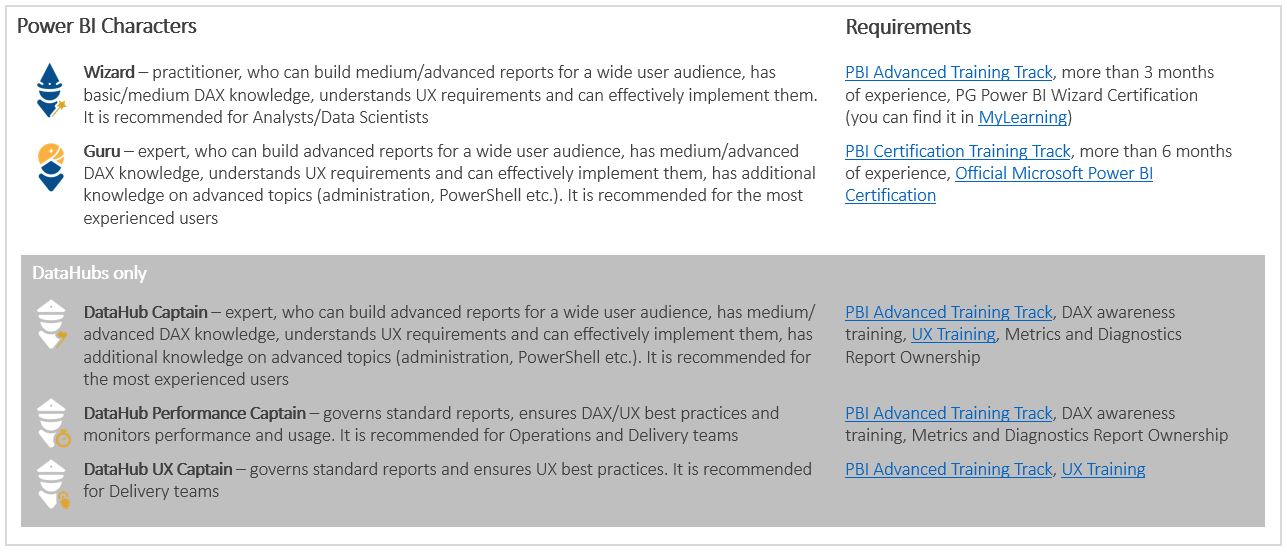 Power BI Characters
Requirements
Wizard – practitioner, who can build medium/advanced reports for a wide user audience, has
basic/medium DAX knowledge, understands UX requirements and can effectively implement them.
It is recommended for Analysts/Data Scientists
PBI Advanced Training Track, more than 3 months
of experience, PG Power BI Wizard Certification
(you can find it in MyLearning)
Guru – expert, who can build advanced reports for a wide user audience, has medium/advanced
DAX knowledge, understands UX requirements and can effectively implement them, has additional
knowledge on advanced topics (administration, PowerShell etc.). It is recommended for the most
experienced users
PBI Certification Training Track, more than 6 months
of experience, Official Microsoft Power BI
Certification
DataHubs only
DataHub Captain – expert, who can build advanced reports for a wide user audience, has medium/
advanced DAX knowledge, understands UX requirements and can effectively implement them, has
additional knowledge on advanced topics (administration, PowerShell etc.). It is recommended for
the most experienced users
PBI Advanced Training Track, DAX awareness
training, UX Training, Metrics and Diagnostics
Report Ownership
DataHub Performance Captain – governs standard reports, ensures DAX/UX best practices and
monitors performance and usage. It is recommended for Operations and Delivery teams
PBI Advanced Training Track, DAX awareness
training, Metrics and Diagnostics Report Ownership
DataHub UX Captain – governs standard reports and ensures UX best practices. It is recommended
for Delivery teams
PBI Advanced Training Track, UX Training